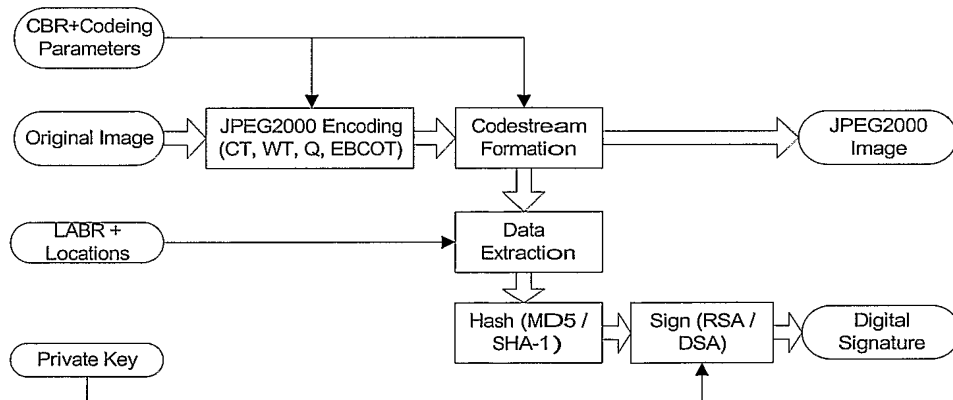 CBR+Codeing
Parameters
Original Image
JPEG2000 Encoding
(CT, WT, Q, EBCOT)
Codestream
Formation
JPEG2000
Image
LABR +
Locations
Data
Extraction
Hash (MD5 /
SHA-1)
Sign (RSA /
DSA)
Digital
Signature
Private Key